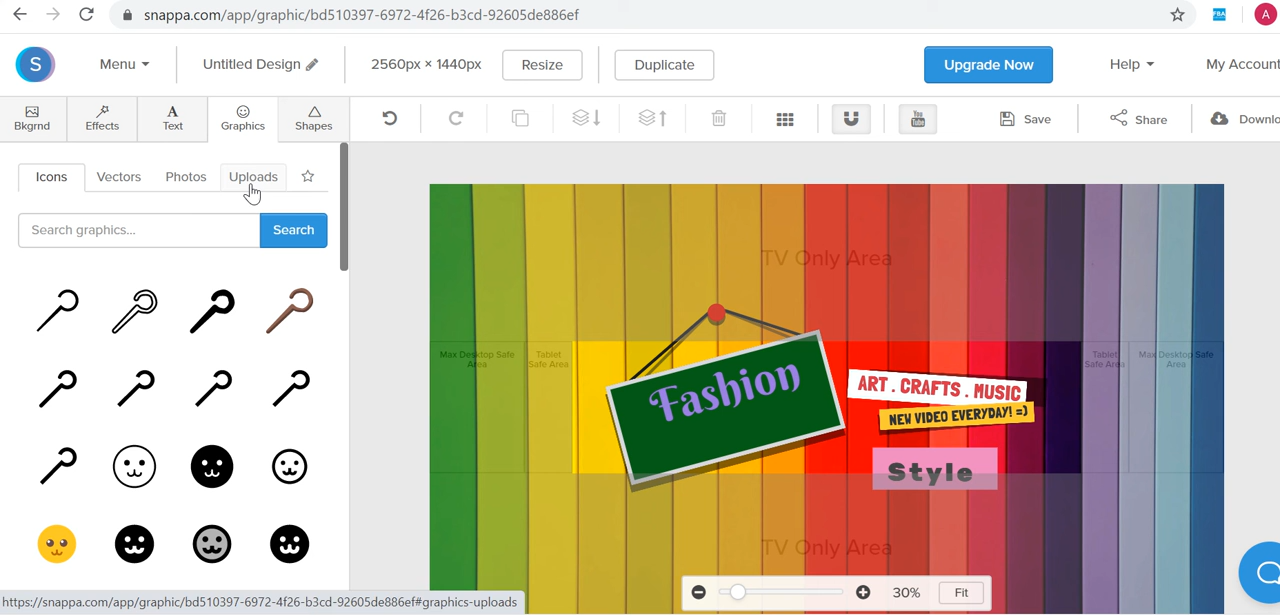 snappa.com/app/graphic/bd510397-6972-4f26-b3cd-92605de886ef
FBA
A
S
Menu
Untitled Design
2560px × 1440px
Resize
Duplicate
Upgrade Now
Help
My Account
Bkgrnd
Effects
A
Text
Graphics
Shapes
You
Tube
Save
Share
Downlo
Icons
Vectors
Photos
Uploads
Search graphics...
Search
TV Only Area
Max Desktop Safe
Area
Tablet
Safe Area
Tablet
Safe Area
Max Desktop Safe
Area
Fashion
ART . CRAFTS . MUSIC
NEW VIDEO EVERYDAY! =)
Style
TV Only Area
30%
Fit
https://snappa.com/app/graphic/bd510397-6972-4f26-b3cd-92605de886ef#graphics-uploads